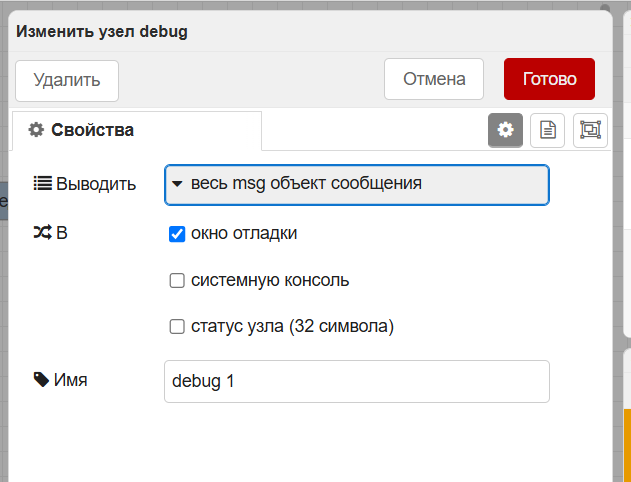 Изменить узел debug
Удалить
Отмена
Готово
Свойства
Выводить
весь msg объект сообщения
В
окно отладки
системную консоль
статус узла (32 символа)
Имя
debug 1